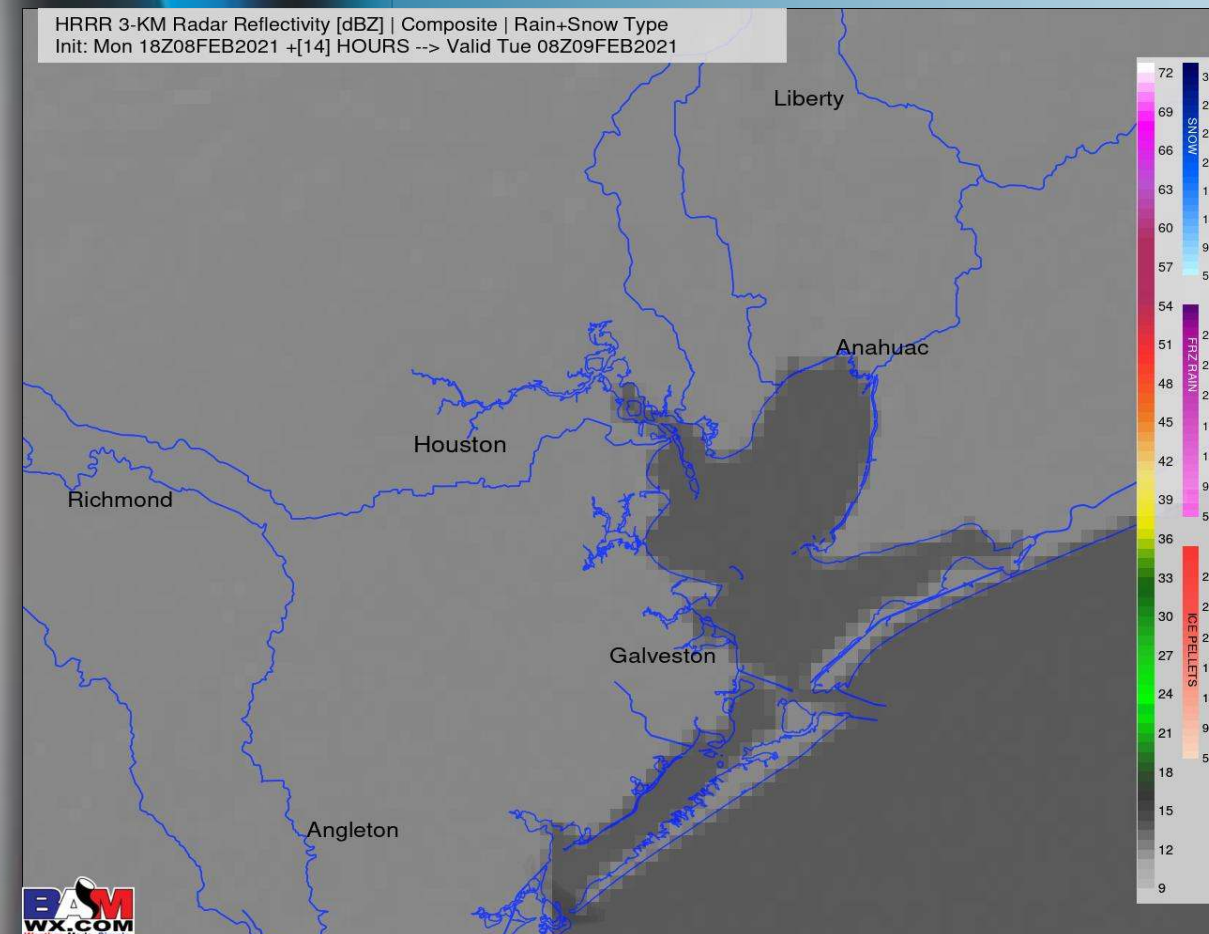 HRRR 3-KM Radar Reflectivity [dBZ] | Composite | Rain+Snow Type
Init: Mon 18Z08FEB2021 +[14] HOURS --> Valid Tue 08Z09FEB2021
Liberty
Anahuac
Houston
Richmond
Galveston
Angleton
72
69
66
63
60
57
54
51
48
45
42
39
36
33
30
27
24
21
18
15
12
9
SNOW
FRZ RAIN
ICE PELLETS
BAM
WX.COM